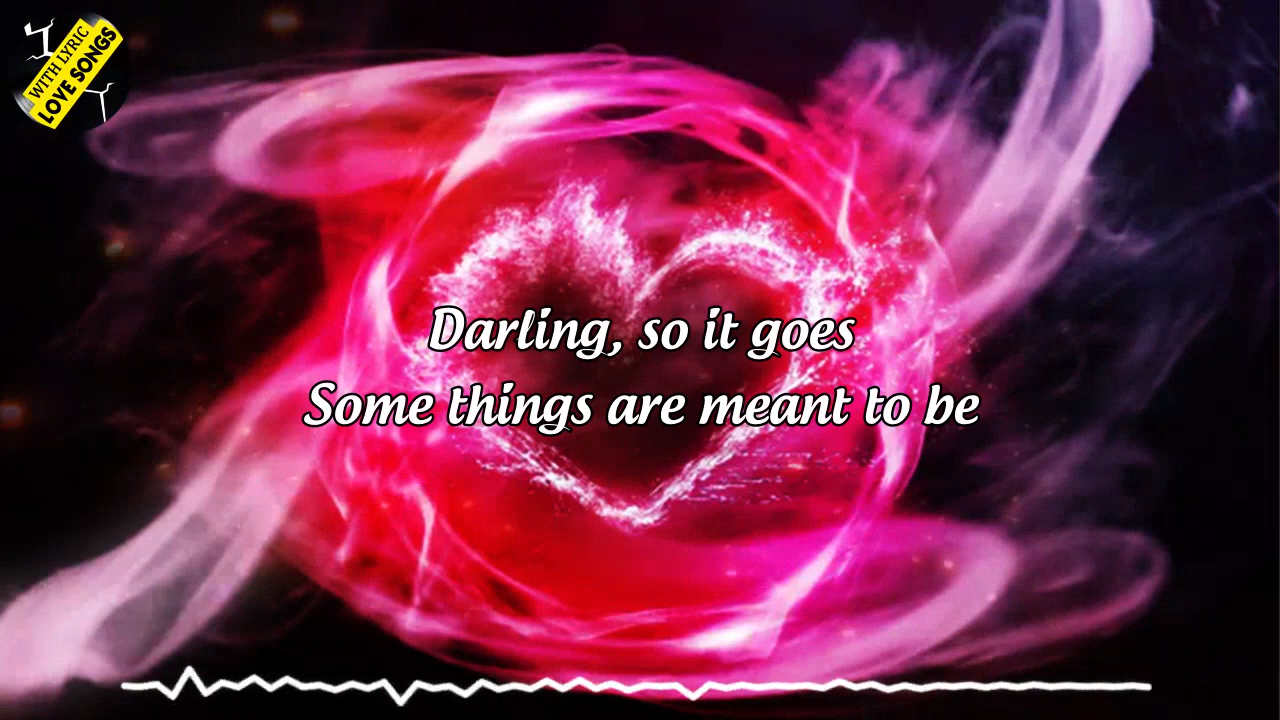 WITH LYRIC
LOVE SONGS
Darling, so it goes
Some things are meant to be